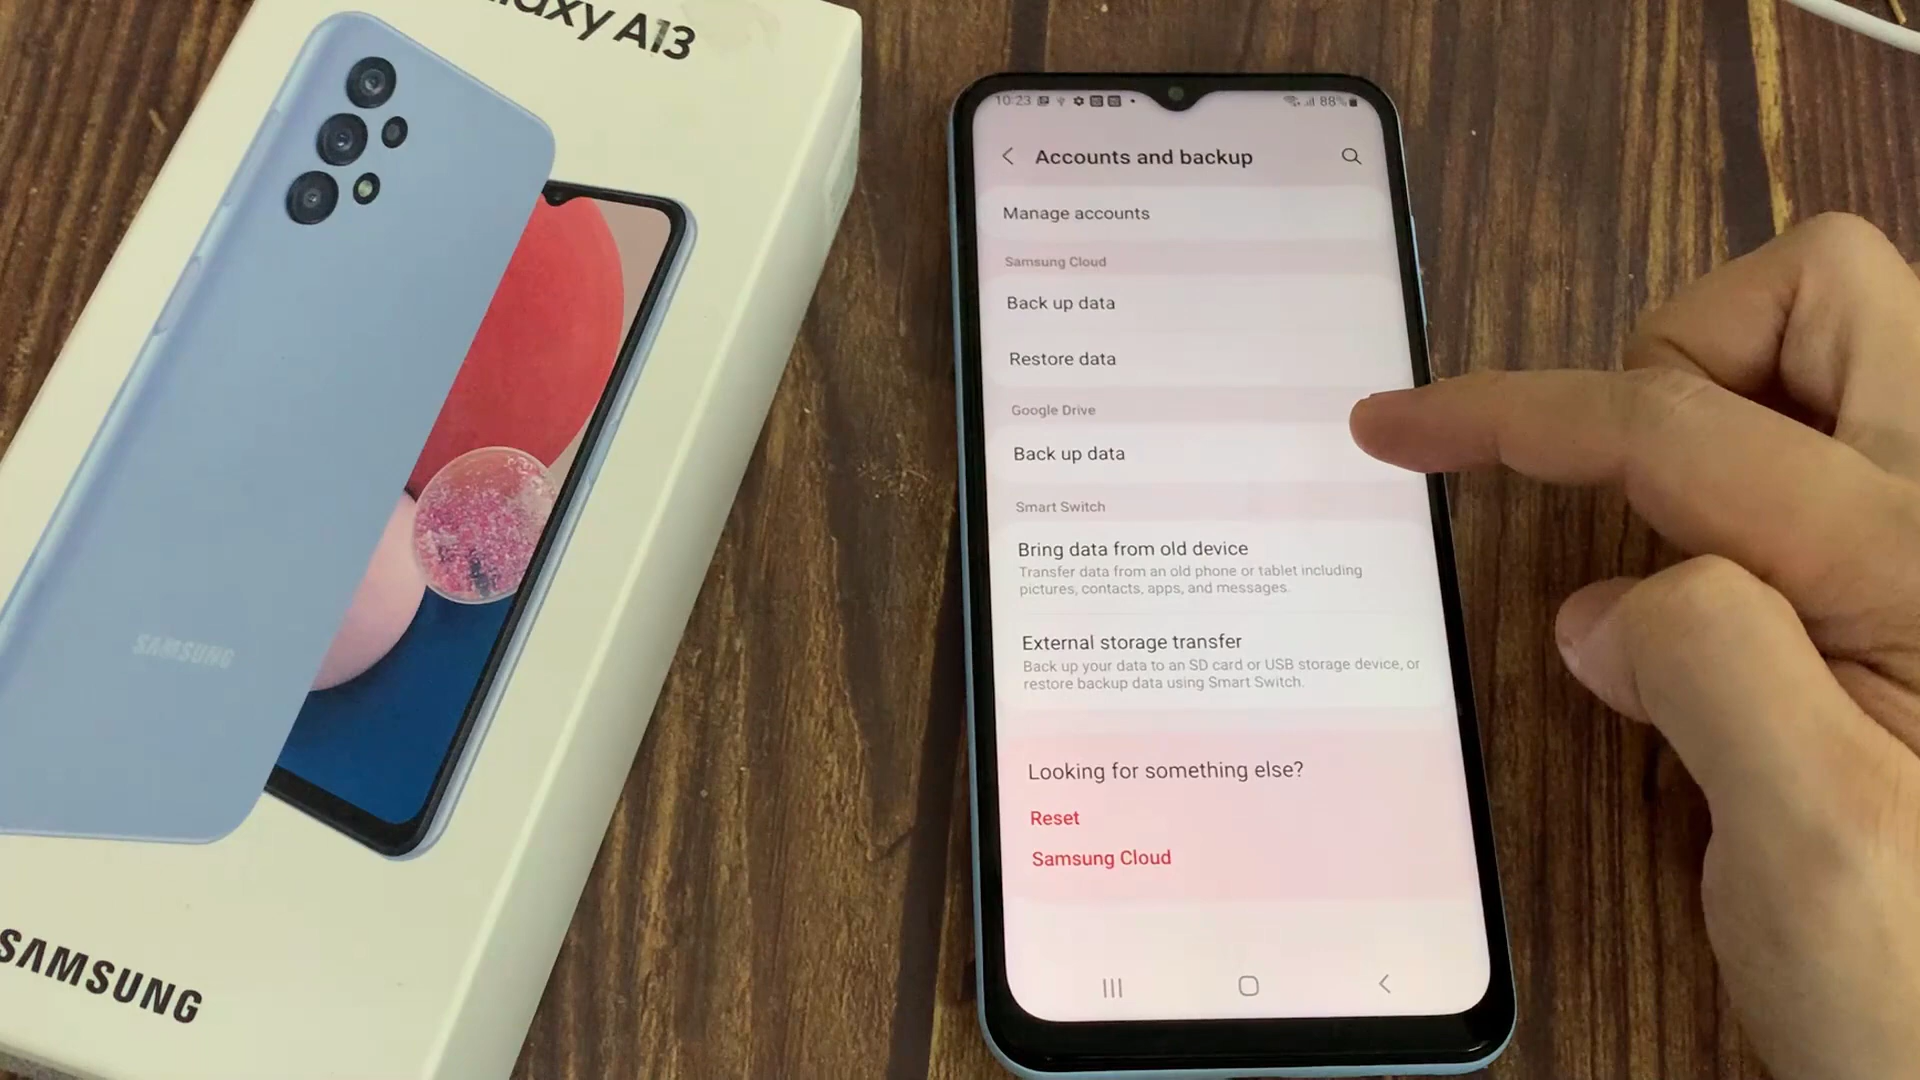 axy A13
SAMSUNG
SAMSUNG
10:23
88%
Accounts and backup
Manage accounts
Samsung Cloud
Back up data
Restore data
Google Drive
Back up data
Smart Switch
Bring data from old device
Transfer data from an old phone or tablet including
pictures, contacts, apps, and messages.
External storage transfer
Back up your data to an SD card or USB storage device, or
restore backup data using Smart Switch.
Looking for something else?
Reset
Samsung Cloud